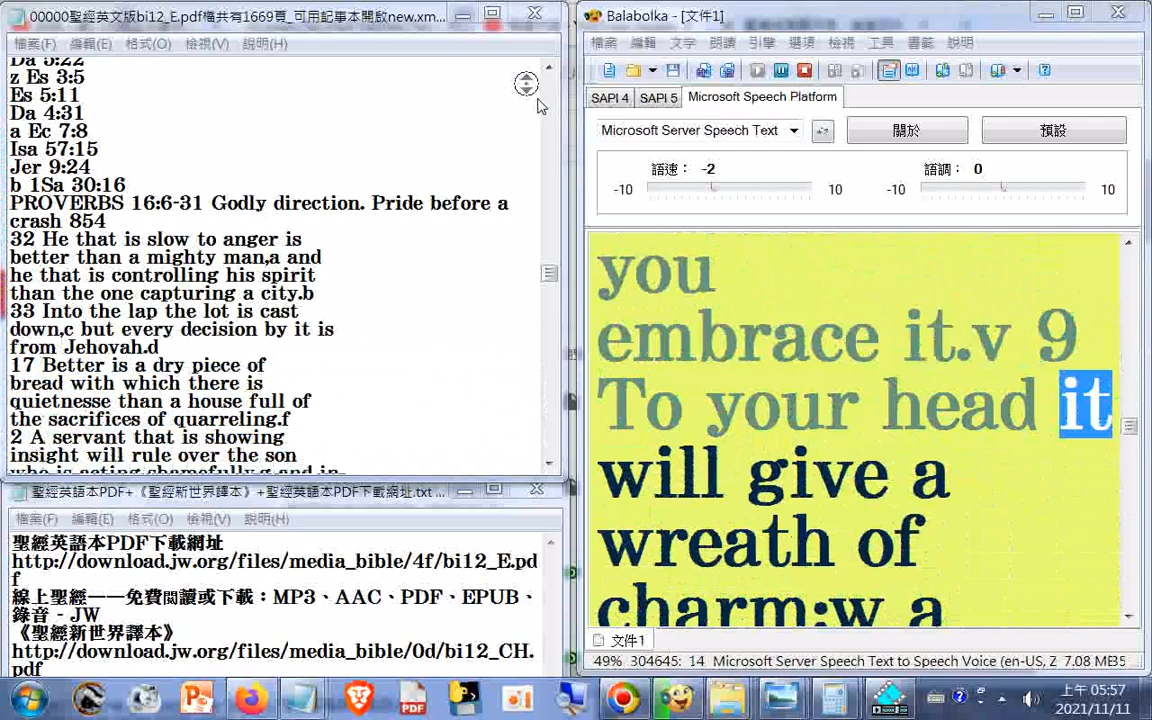 00000聖經英文版bi12_E.pdf檔共有1669頁_可用記事本開啟new.xm...
檔案(F) 編輯(E) 格式(O) 檢視(V) 說明(H)
Da 5:22
z Es 3:5
Es 5:11
Da 4:31
a Ec 7:8
Isa 57:15
Jer 9:24
b 1Sa 30:16
PROVERBS 16:6-31 Godly direction. Pride before a
crash 854
32 He that is slow to anger is
better than a mighty man,a and
he that is controlling his spirit
than the one capturing a city.b
33 Into the lap the lot is cast
down,c but every decision by it is
from Jehovah.d
17 Better is a dry piece of
bread with which there is
quietnesse than a house full of
the sacrifices of quarreling.f
2 A servant that is showing
insight will rule over the son
who is acting shamefully,g and in-
聖經英語本PDF+《聖經新世界譯本》+聖經英語本PDF下載網址.txt ...
檔案(F) 編輯(E) 格式(O) 檢視(V) 說明(H)
聖經英語本PDF下載網址
http://download.jw.org/files/media_bible/4f/bi12_E.pd
f
線上聖經——免費閱讀或下載：MP3、AAC、PDF、EPUB、
錄音 - JW
《聖經新世界譯本》
http://download.jw.org/files/media_bible/0d/bi12_CH.
pdf
Balabolka - [文件1]
檔案 編輯 文字 朗讀 引擎 選項 檢視 工具 書籤 說明
SAPI 4 SAPI 5 Microsoft Speech Platform
Microsoft Server Speech Text 關於 預設
語速： -2 語調： 0
-10 10 -10 10
you
embrace it.v 9
To your head it
will give a
wreath of
charm;w a
文件1
49% 304645: 14 Microsoft Server Speech Text to Speech Voice (en-US, Z 7.08 MB
上午 05:57
2021/11/11